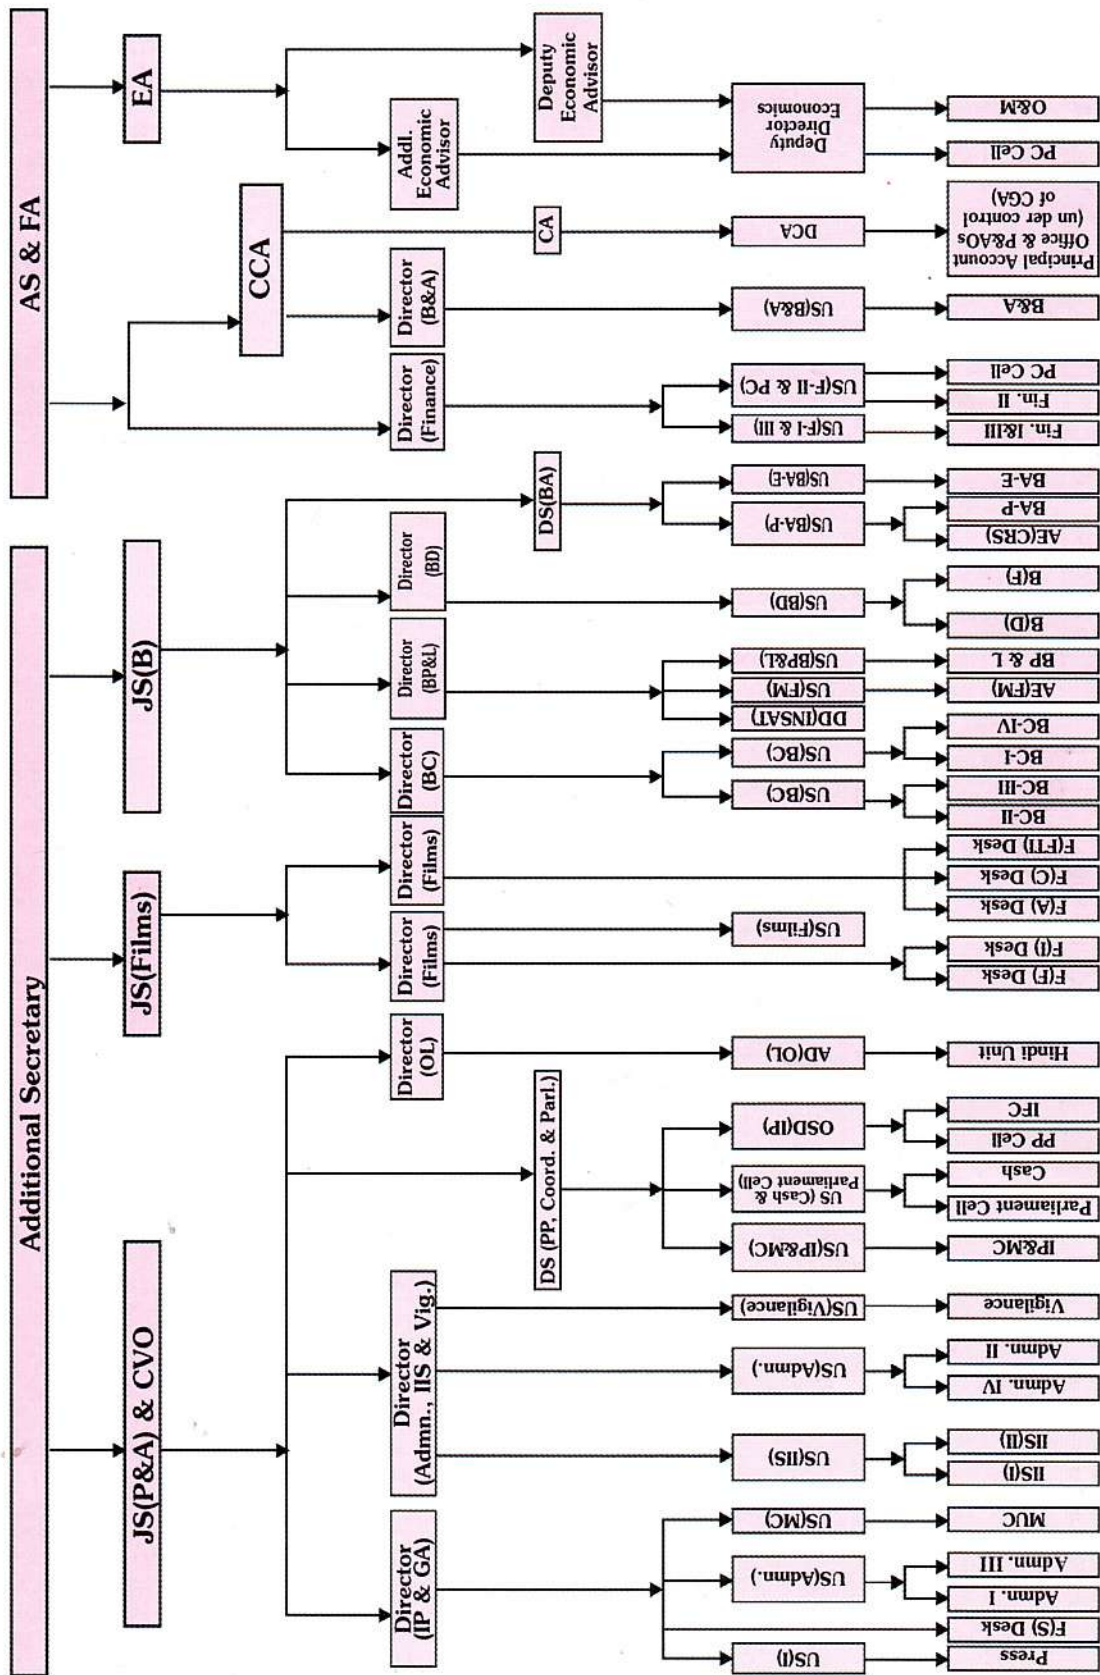 Additional Secretary
AS & FA
JS(P&A) & CVO
JS(Films)
JS(B)
EA
CCA
Director
(IP & GA)
Director
(Admn., IIS & Vig.)
DS (PP, Coord. & Parl.)
Director
(OL)
Director
(Films)
Director
(Films)
Director
(BC)
Director
(BP&L)
Director
(BD)
DS(BA)
Director
(Finance)
Director
(B&A)
CA
Addl.
Economic
Advisor
Deputy
Economic
Advisor
US(I)
US(Admn.)
US(MC)
US(IIS)
US(Admn.)
US(Vigilance)
US(IP&MC)
US (Cash &
Parliament Cell)
OSD(IP)
AD(OL)
US(Films)
US(BC)
US(BC)
DD(INSAT)
US(FM)
US(BP&L)
US(BD)
US(BA-P)
US(BA-E)
US(F-I & III)
US(F-II & PC)
US(B&A)
DCA
Deputy
Director
Economics
Press
F(S) Desk
Admn. I
Admn. III
MUC
IIS(I)
IIS(II)
Admn. IV
Admn. II
Vigilance
IP&MC
Parliament Cell
Cash
PP Cell
IFC
Hindi Unit
F(F) Desk
F(I) Desk
F(A) Desk
F(C) Desk
F(FTI) Desk
BC-II
BC-III
BC-I
BC-IV
AE(FM)
BP & L
B(D)
B(F)
AE(CRS)
BA-P
BA-E
Fin. I&III
Fin. II
PC Cell
B&A
Principal Account
Office & P&AOs
(un der control
of CGA)
PC Cell
O&M